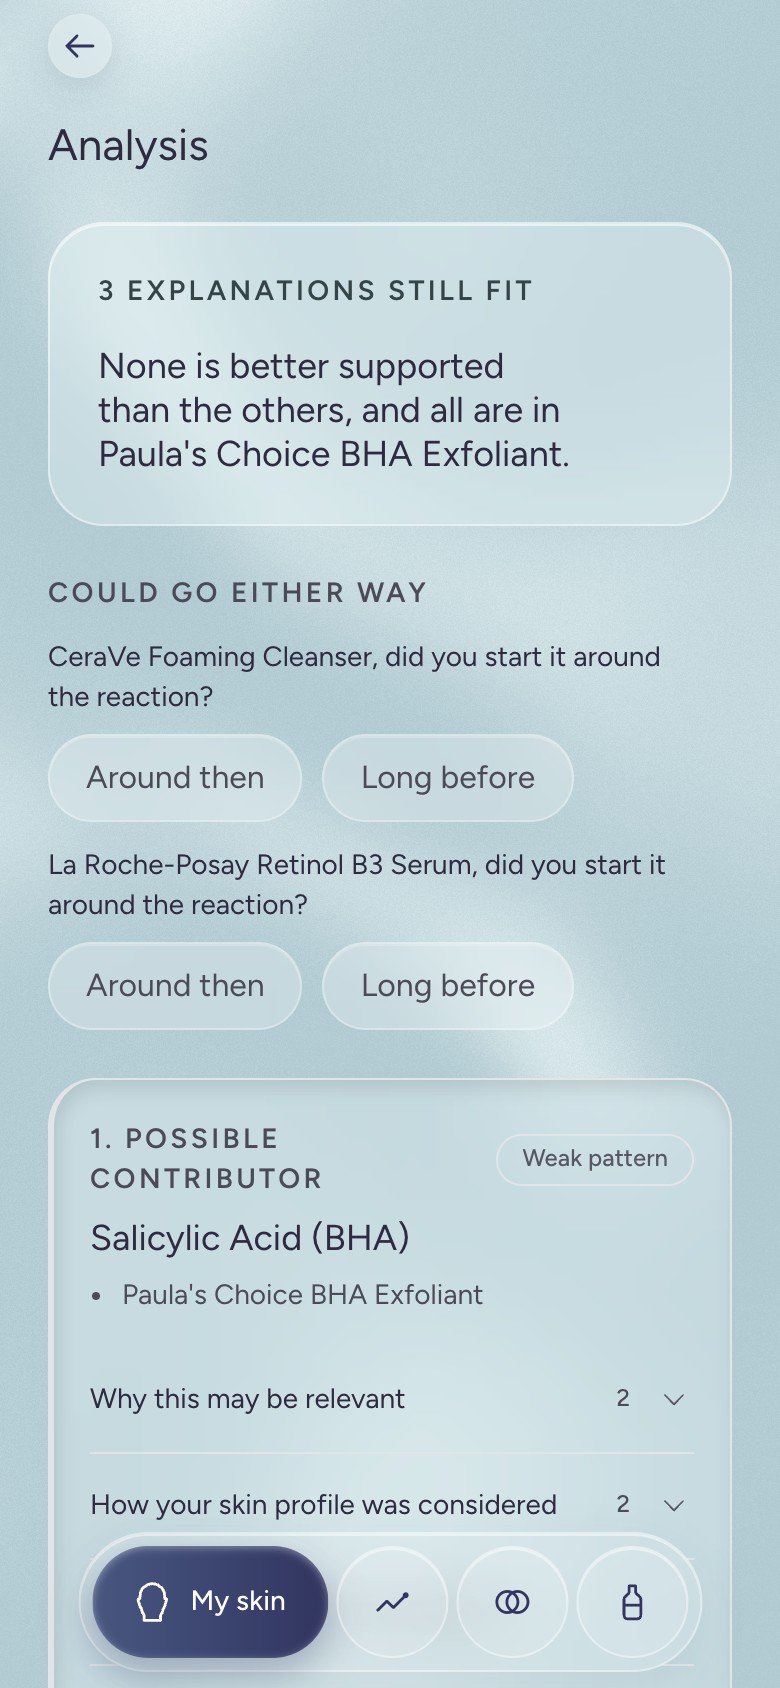 Analysis
3 EXPLANATIONS STILL FIT
None is better supported
than the others, and all are in
Paula's Choice BHA Exfoliant.
COULD GO EITHER WAY
CeraVe Foaming Cleanser, did you start it around
the reaction?
Around then Long before
La Roche-Posay Retinol B3 Serum, did you start it
around the reaction?
Around then Long before
1. POSSIBLE
CONTRIBUTOR
Weak pattern
Salicylic Acid (BHA)
• Paula's Choice BHA Exfoliant
Why this may be relevant 2
How your skin profile was considered 2
My skin